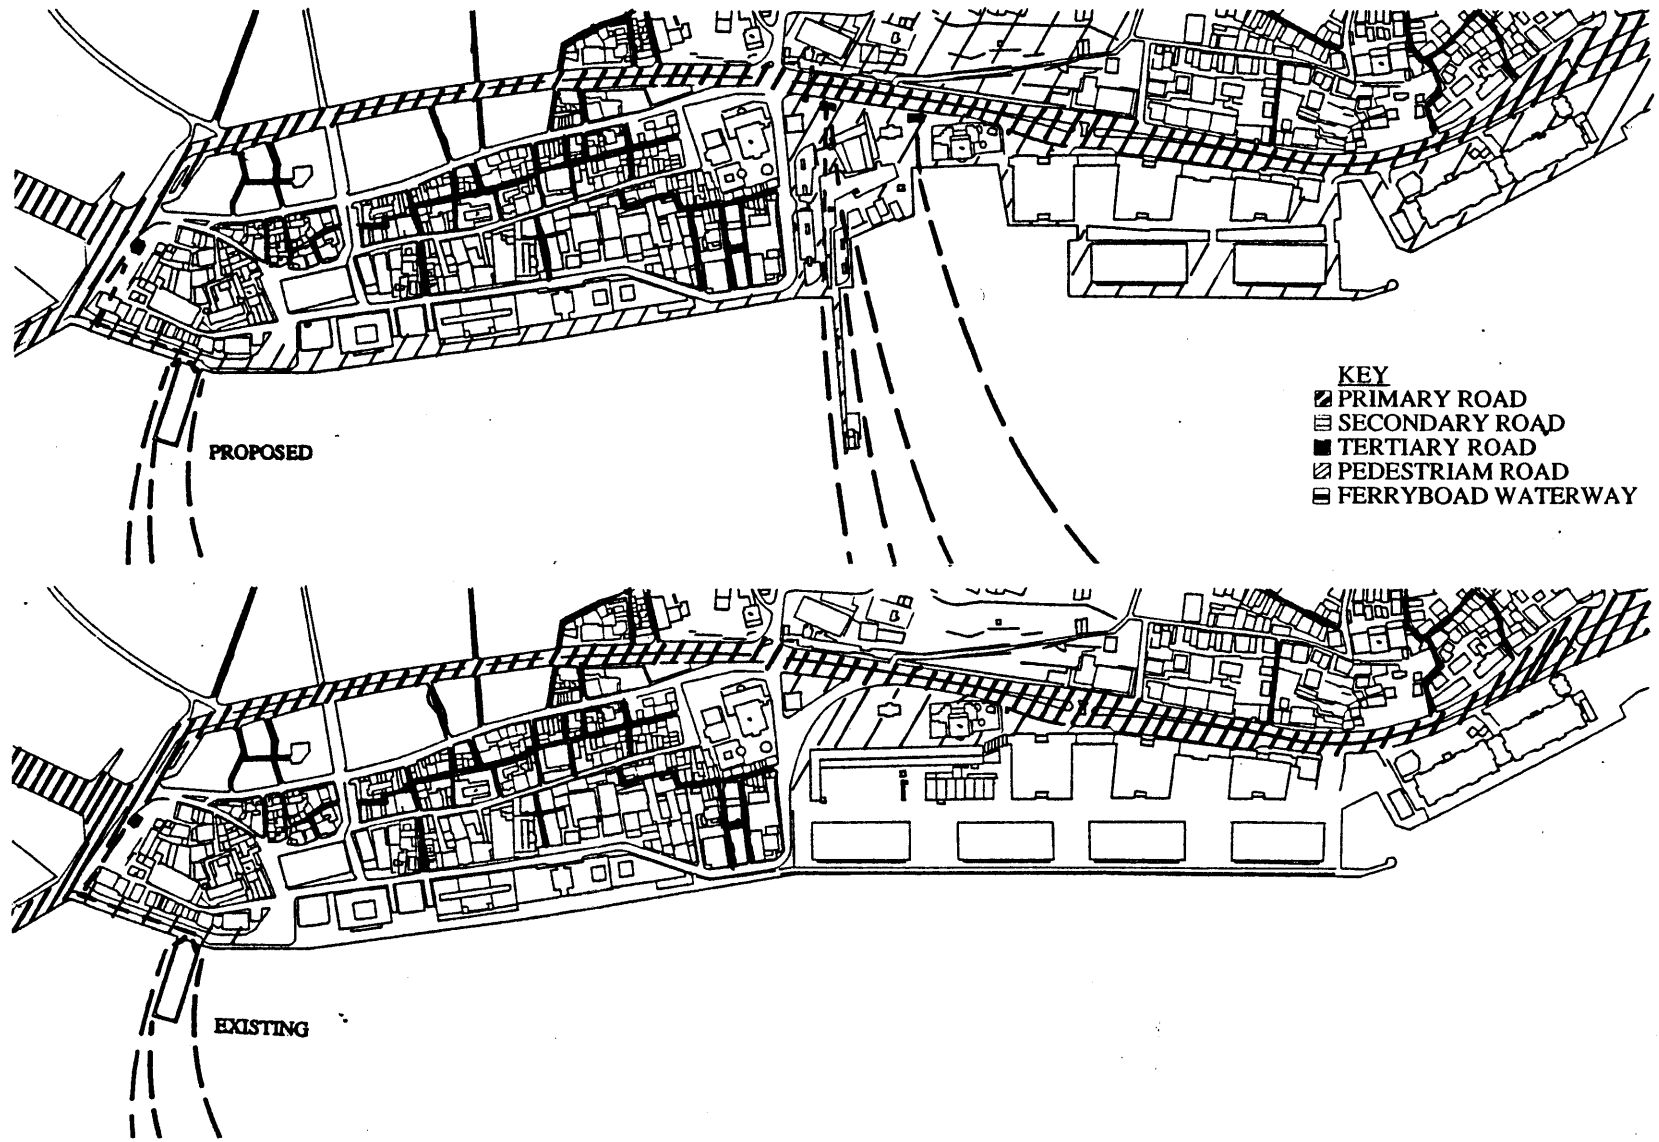 KEY
PRIMARY ROAD
SECONDARY ROAD
TERTIARY ROAD
PEDESTRIAM ROAD
FERRYBOAD WATERWAY
PROPOSED
EXISTING